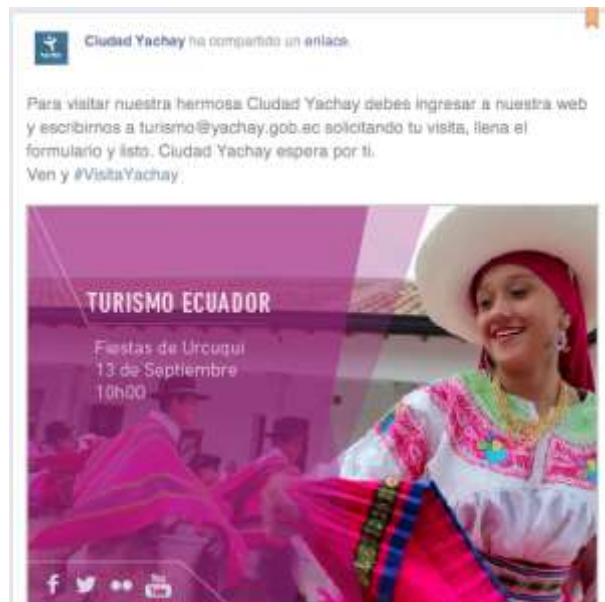 Ciudad Yachay ha compartido un enlace.
Para visitar nuestra hermosa Ciudad Yachay debes ingresar a nuestra web
y escribirnos a turismo@yachay.gob.ec solicitando tu visita, llena el
formulario y listo. Ciudad Yachay espera por ti.
Ven y #VisitaYachay
TURISMO ECUADOR
Fiestas de Urcuqui
13 de Septiembre
10h00